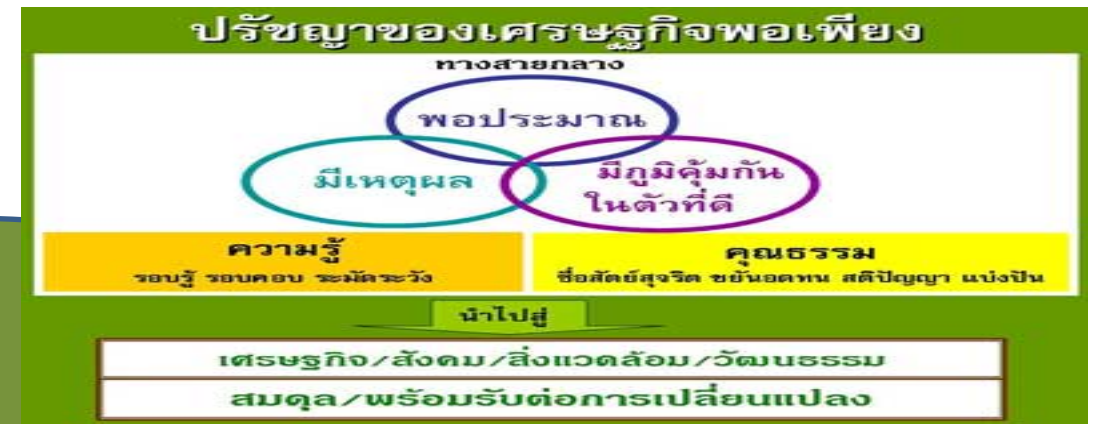 ปรัชญาของเศรษฐกิจพอเพียง
ทางสายกลาง
พอประมาณ
มีเหตุผล
มีภูมิคุ้มกัน
ในตัวที่ดี
ความรู้
รอบรู้ รอบคอบ ระมัดระวัง
คุณธรรม
ซื่อสัตย์สุจริต ขยันอดทน สติปัญญา แบ่งปัน
นำไปสู่
เศรษฐกิจ/สังคม/สิ่งแวดล้อม/วัฒนธรรม
สมดุล/พร้อมรับต่อการเปลี่ยนแปลง